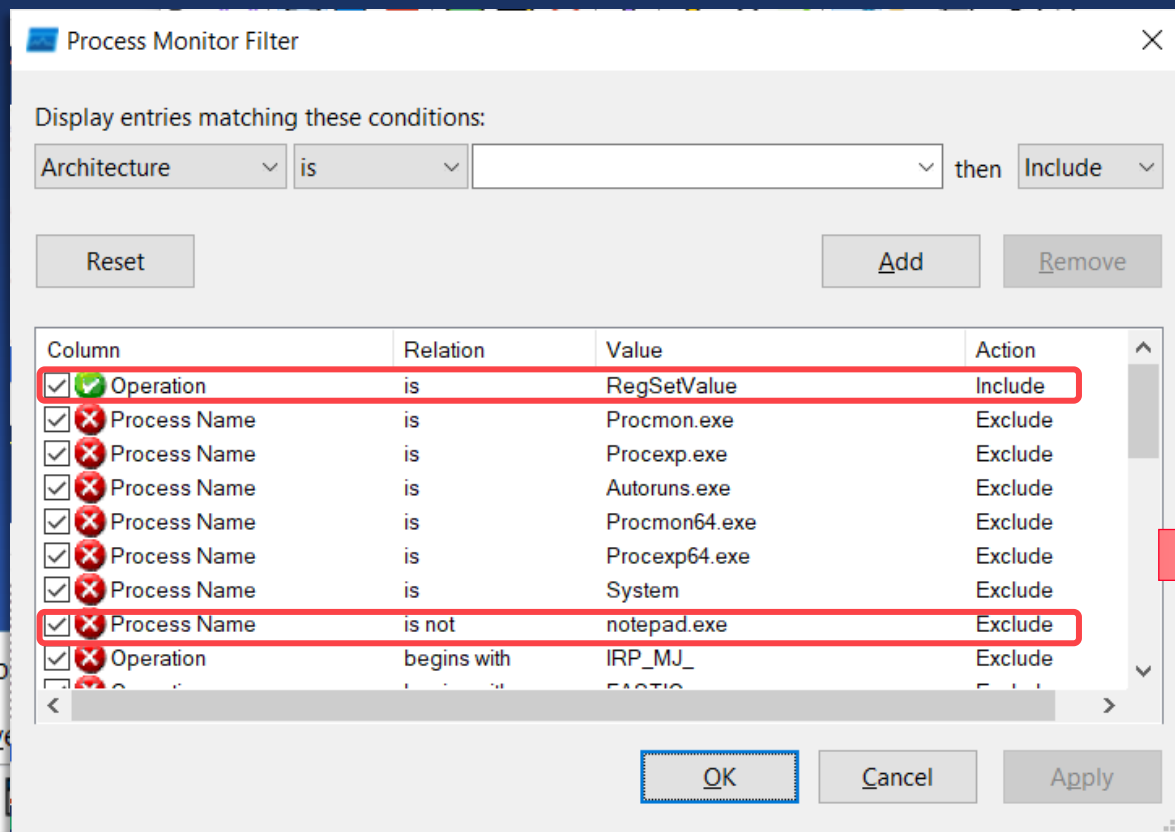 Process Monitor Filter
Display entries matching these conditions:
Architecture is then Include
Reset Add Remove
Column Relation Value Action
Operation is RegSetValue Include
Process Name is Procmon.exe Exclude
Process Name is Procexp.exe Exclude
Process Name is Autoruns.exe Exclude
Process Name is Procmon64.exe Exclude
Process Name is Procexp64.exe Exclude
Process Name is System Exclude
Process Name is not notepad.exe Exclude
Operation begins with IRP_MJ_ Exclude
OK Cancel Apply